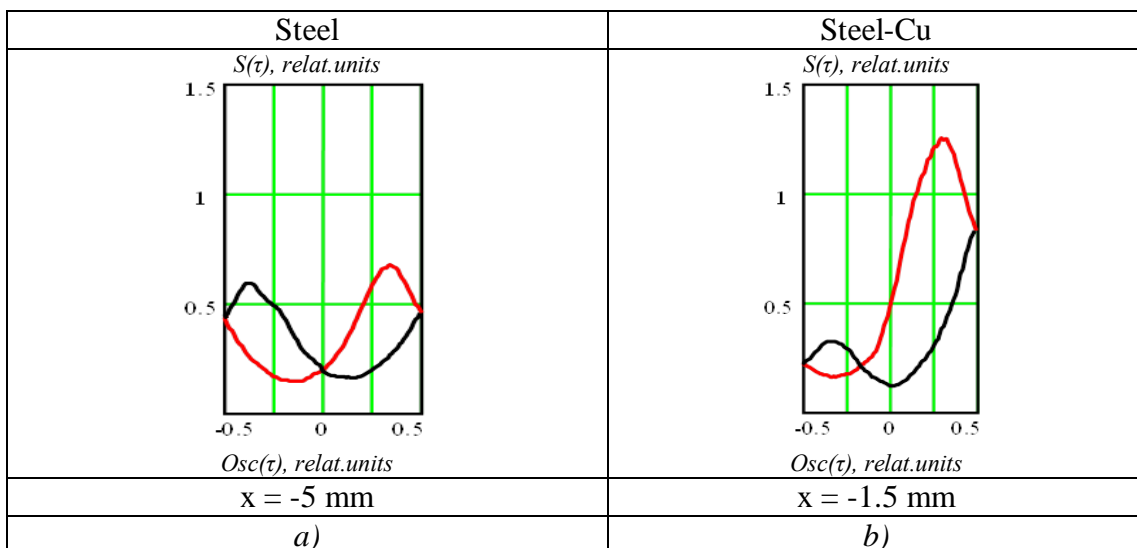 Steel
Steel-Cu
S(τ), relat.units
S(τ), relat.units
1.5
1
0.5
-0.5 0 0.5
1.5
1
0.5
-0.5 0 0.5
Osc(τ), relat.units
Osc(τ), relat.units
x = -5 mm
x = -1.5 mm
a)
b)